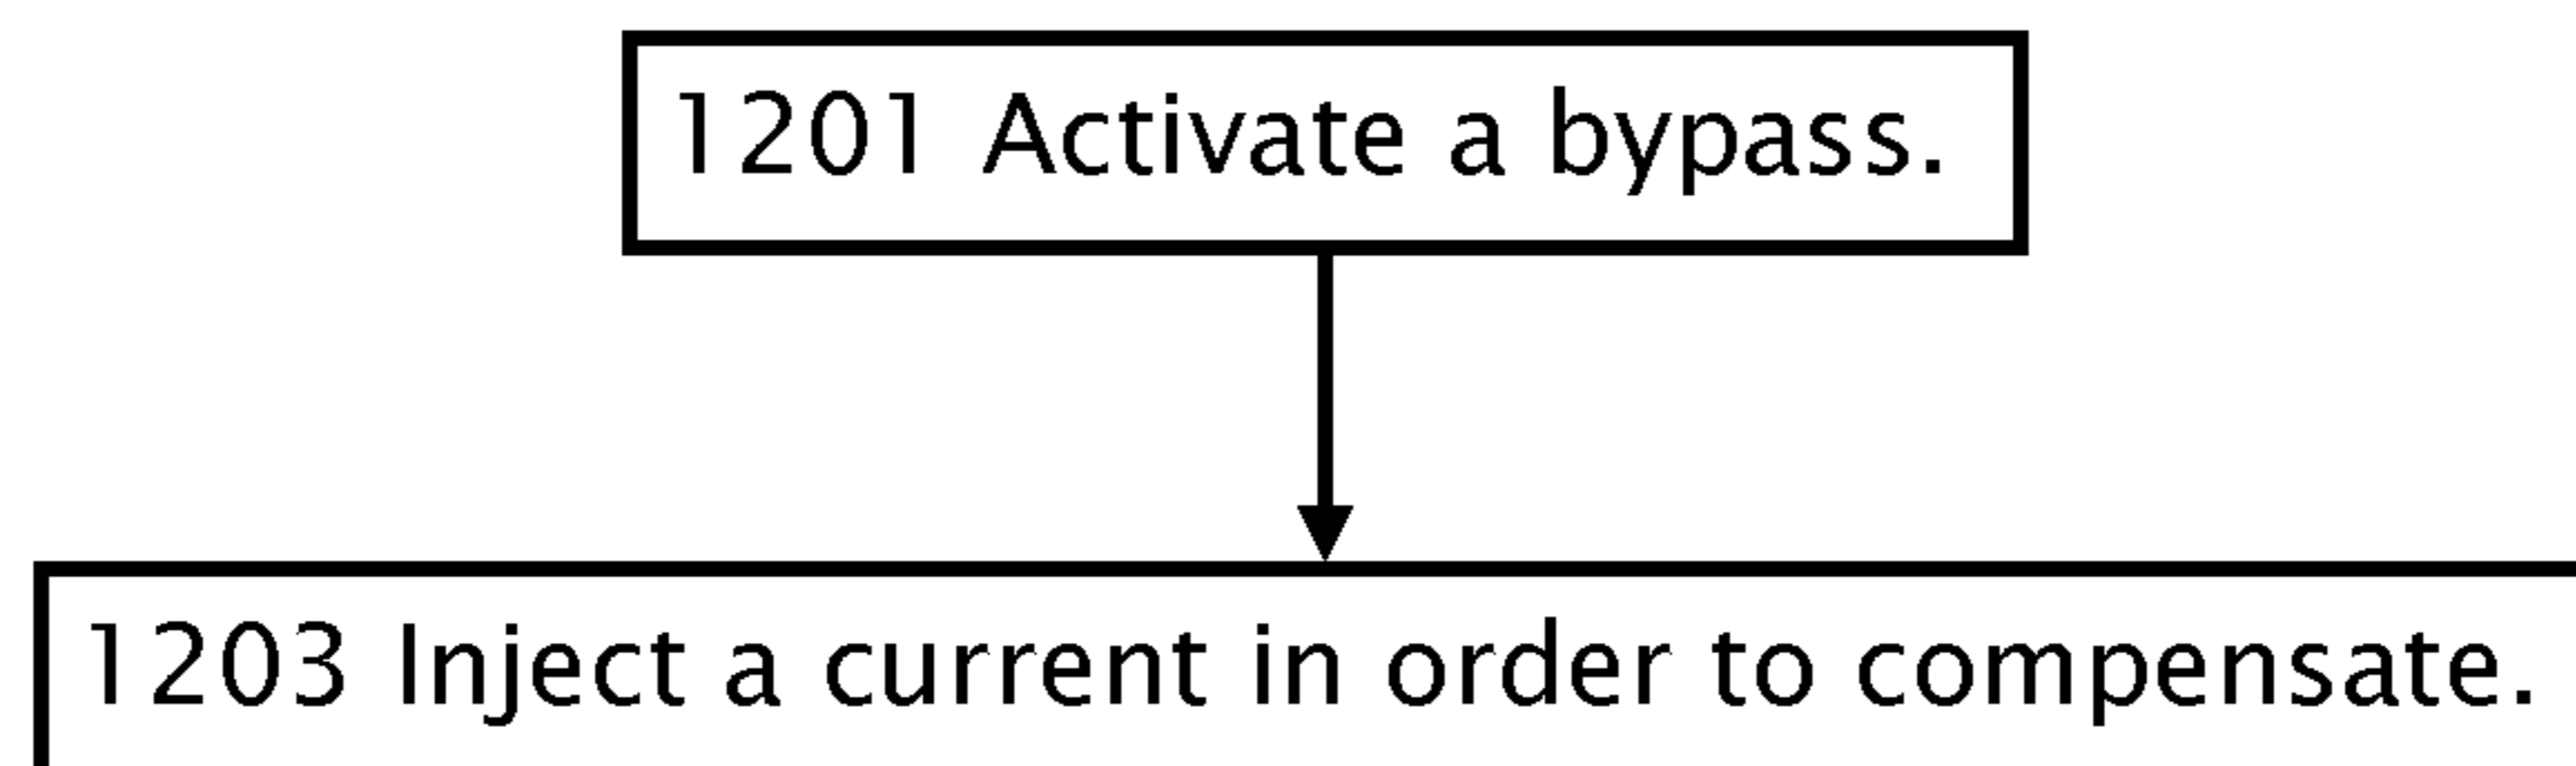 1201 Activate a bypass.
1203 Inject a current in order to compensate.